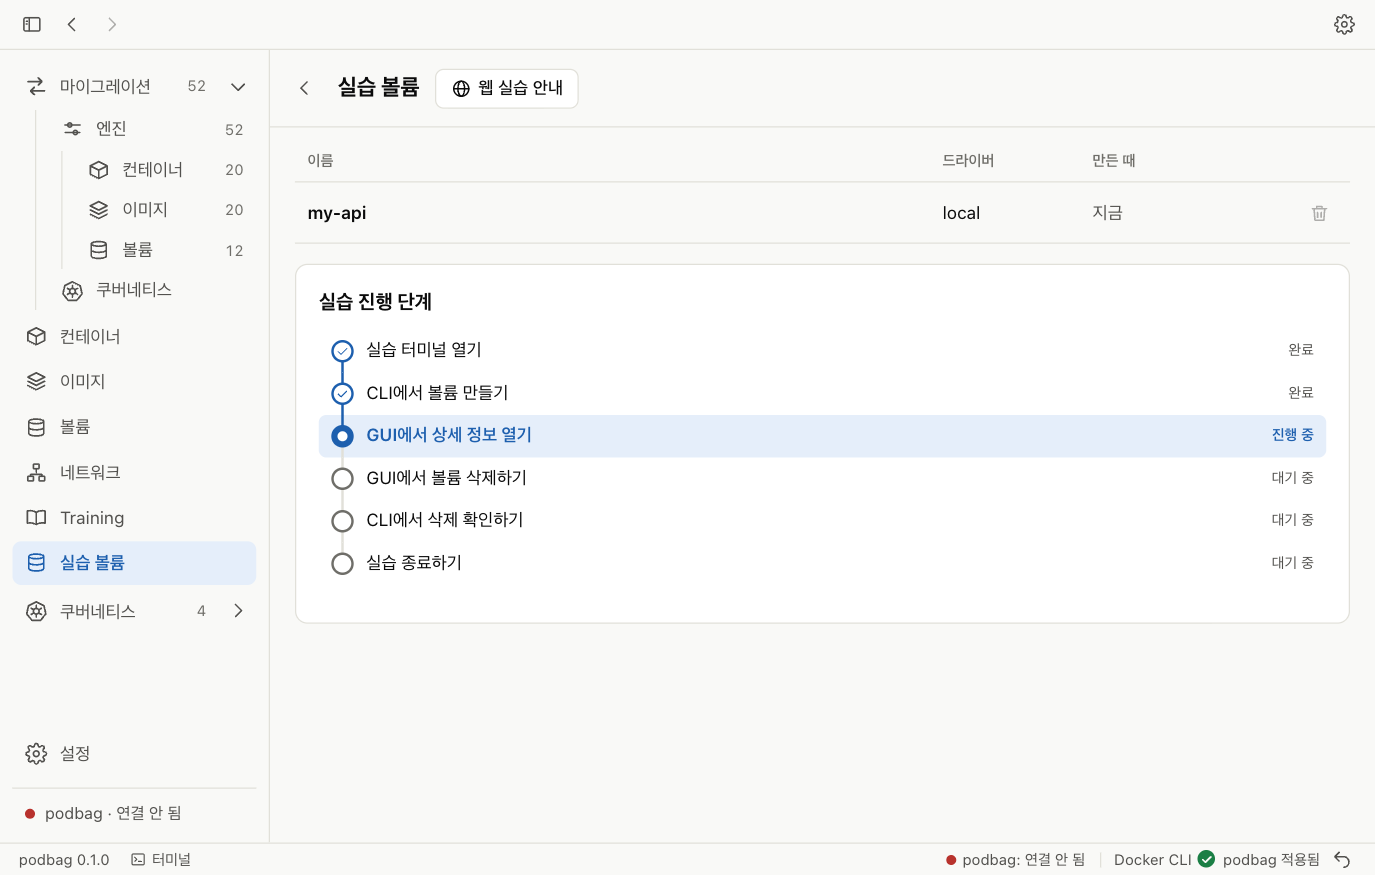 마이그레이션 52
엔진 52
컨테이너 20
이미지 20
볼륨 12
쿠버네티스
컨테이너
이미지
볼륨
네트워크
Training
실습 볼륨
쿠버네티스 4
설정
podbag · 연결 안 됨
실습 볼륨
웹 실습 안내
이름 드라이버 만든 때
my-api local 지금
실습 진행 단계
실습 터미널 열기 완료
CLI에서 볼륨 만들기 완료
GUI에서 상세 정보 열기 진행 중
GUI에서 볼륨 삭제하기 대기 중
CLI에서 삭제 확인하기 대기 중
실습 종료하기 대기 중
podbag 0.1.0 터미널 podbag: 연결 안 됨 Docker CLI podbag 적용됨